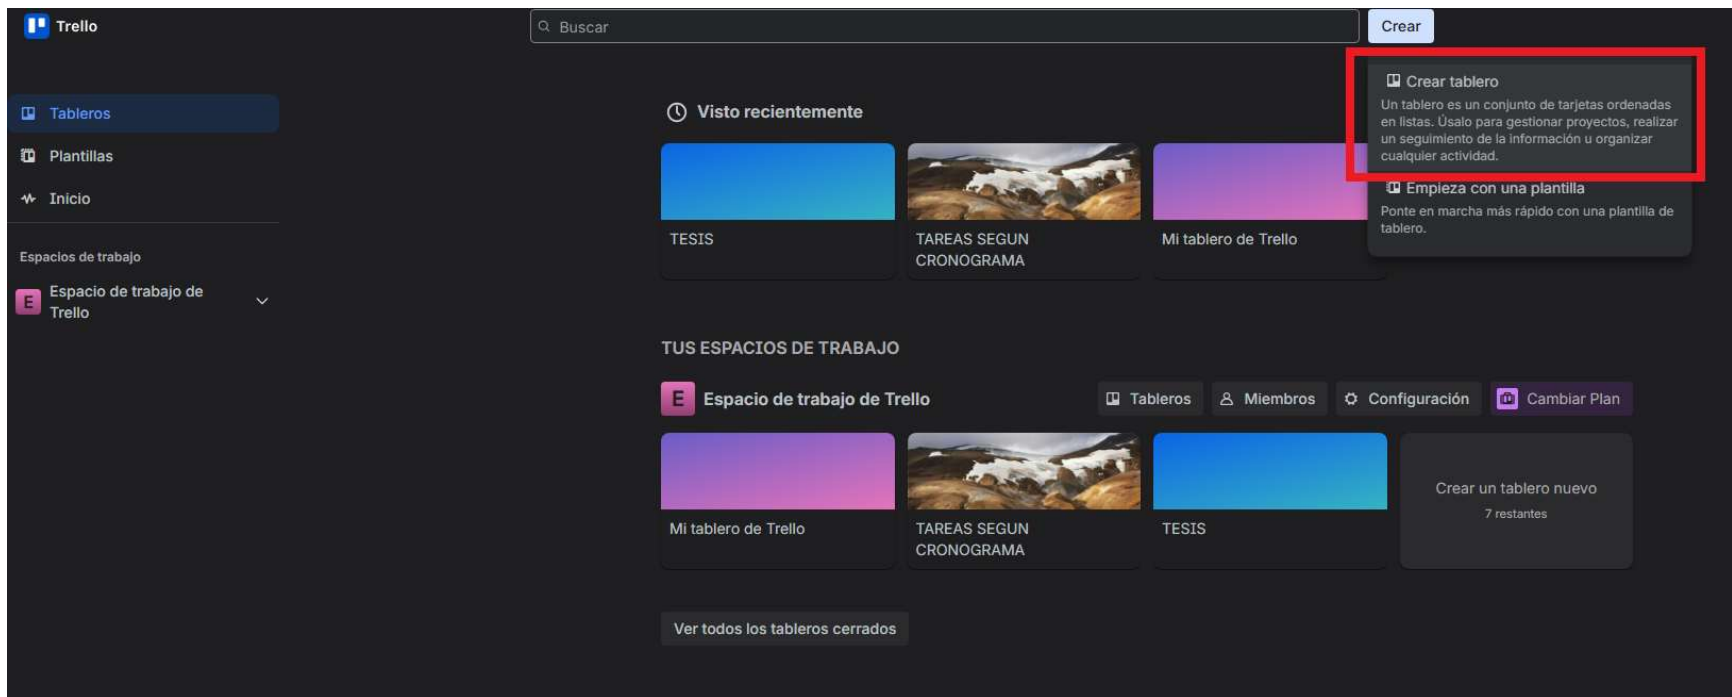 Trello
Buscar
Crear
Tableros
Plantillas
Inicio
Espacios de trabajo
E
Espacio de trabajo de
Trello
Visto recientemente
TESIS
TAREAS SEGUN
CRONOGRAMA
Mi tablero de Trello
Crear tablero
Un tablero es un conjunto de tarjetas ordenadas
en listas. Úsalo para gestionar proyectos, realizar
un seguimiento de la información u organizar
cualquier actividad.
Empieza con una plantilla
Ponte en marcha más rápido con una plantilla de
tablero.
TUS ESPACIOS DE TRABAJO
E
Espacio de trabajo de Trello
Tableros
Miembros
Configuración
Cambiar Plan
Mi tablero de Trello
TAREAS SEGUN
CRONOGRAMA
TESIS
Crear un tablero nuevo
7 restantes
Ver todos los tableros cerrados